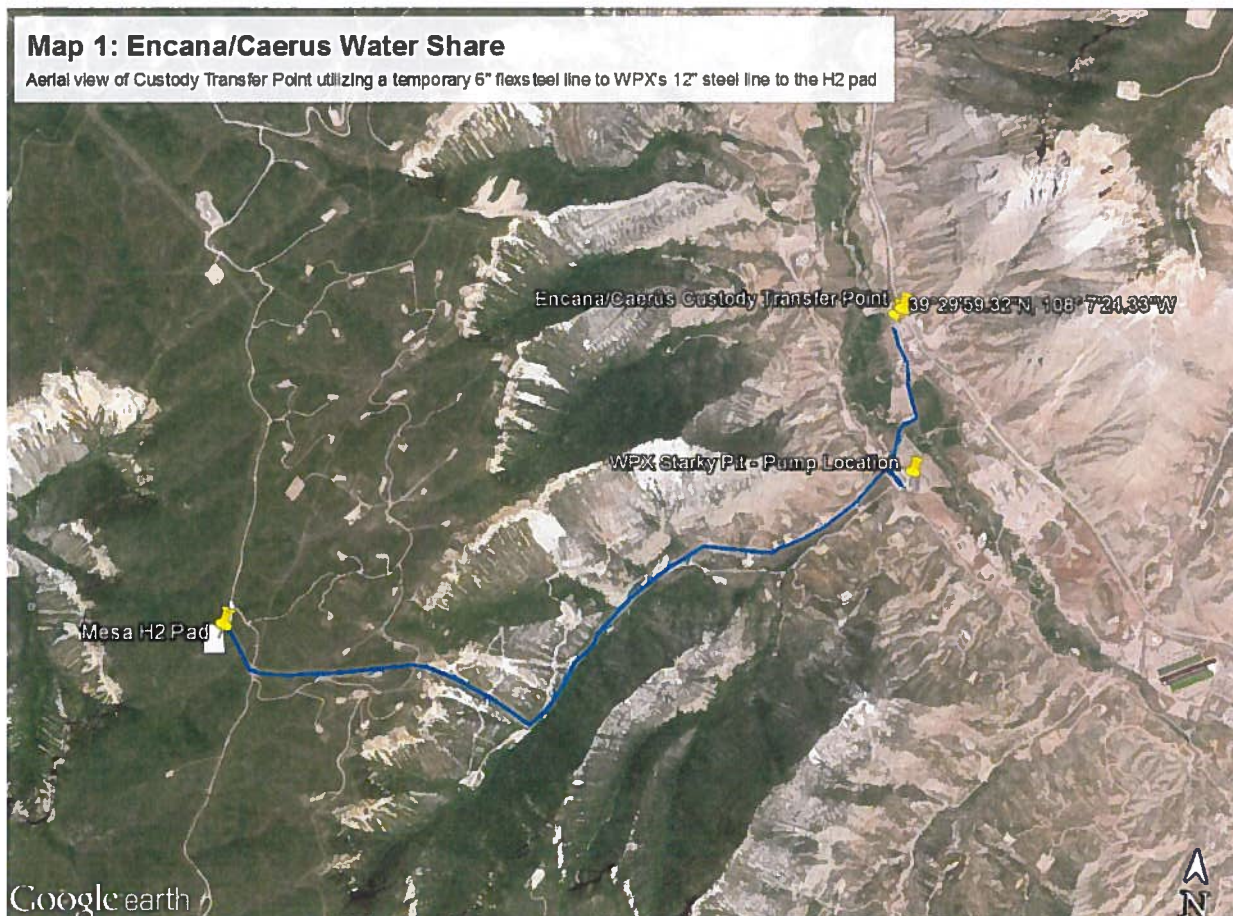 Map 1: Encana/Caerus Water Share
Aerial view of Custody Transfer Point utilizing a temporary 6" flexsteel line to WPX's 12" steel line to the H2 pad
Encana/Caerus Custody Transfer Point
39°29'59.32"N, 108° 7'24.33"W
WPX Starky Pit - Pump Location
Mesa H2 Pad
Google earth
N